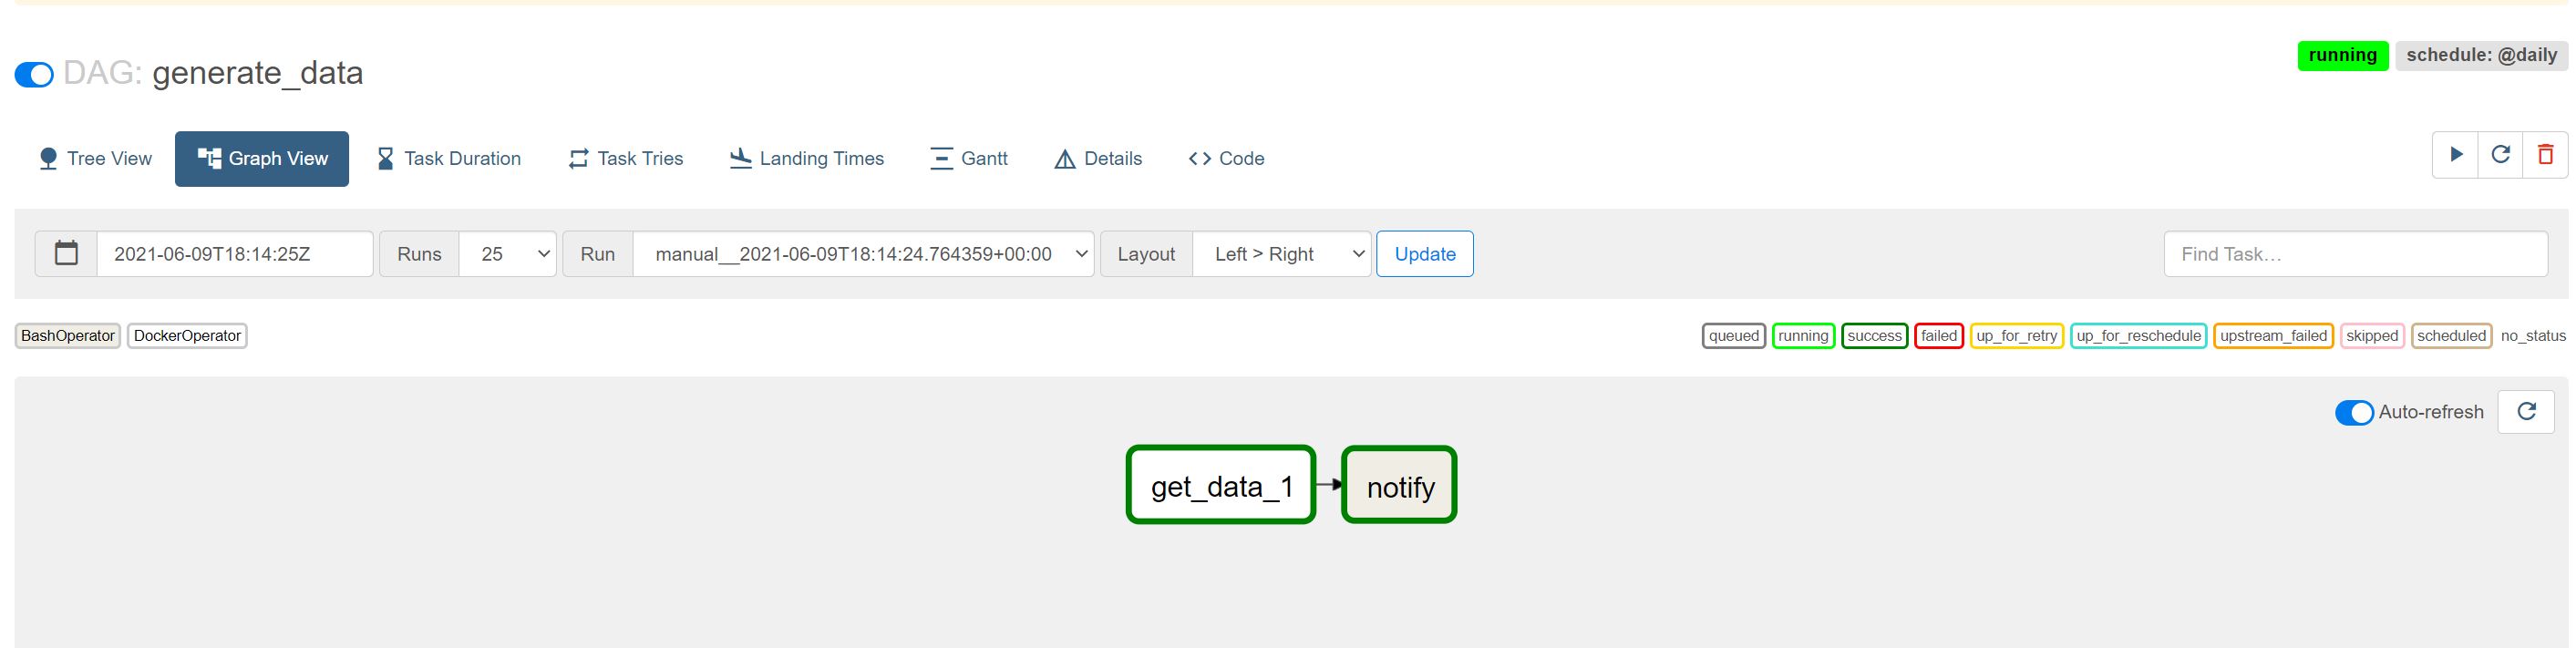 DAG: generate_data
running schedule: @daily
Tree View Graph View Task Duration Task Tries Landing Times Gantt Details Code
2021-06-09T18:14:25Z Runs 25 Run manual__2021-06-09T18:14:24.764359+00:00 Layout Left > Right Update Find Task…
BashOperator DockerOperator queued running success failed up_for_retry up_for_reschedule upstream_failed skipped scheduled no_status
Auto-refresh
get_data_1 notify